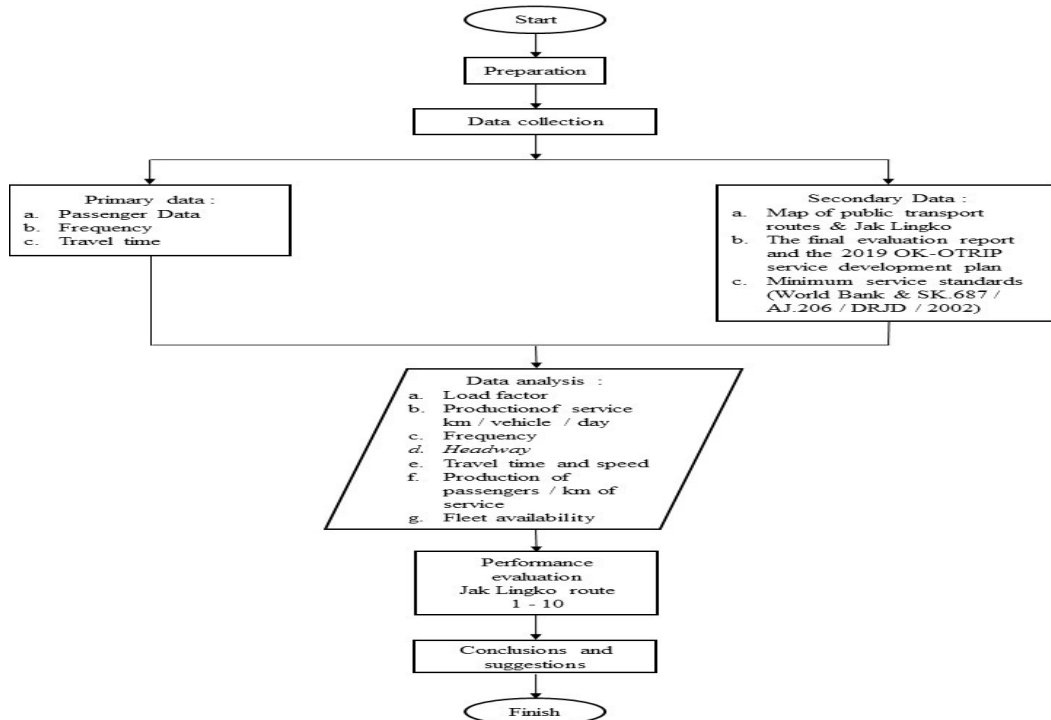 Start
Preparation
Data collection
Primary data :
a. Passenger Data
b. Frequency
c. Travel time
Secondary Data :
a. Map of public transport
routes & Jak Lingko
b. The final evaluation report
and the 2019 OK-OTRIP
service development plan
c. Minimum service standards
(World Bank & SK.687 /
AJ.206 / DRJD / 2002)
Data analysis :
a. Load factor
b. Productionof service
km / vehicle / day
c. Frequency
d. Headway
e. Travel time and speed
f. Production of
passengers / km of
service
g. Fleet availability
Performance
evaluation
Jak Lingko route
1 - 10
Conclusions and
suggestions
Finish